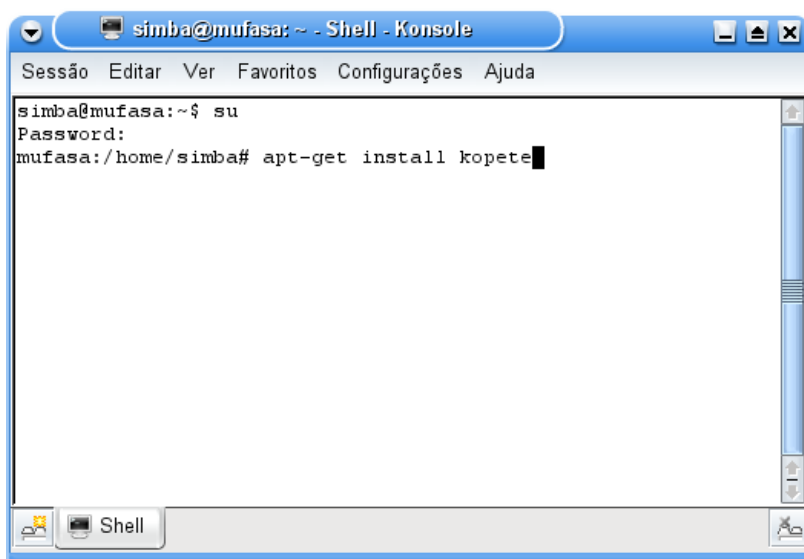 simba@mufasa: ~ - Shell - Konsole
Sessão Editar Ver Favoritos Configurações Ajuda
simba@mufasa:~$ su
Password:
mufasa:/home/simba# apt-get install kopete
Shell